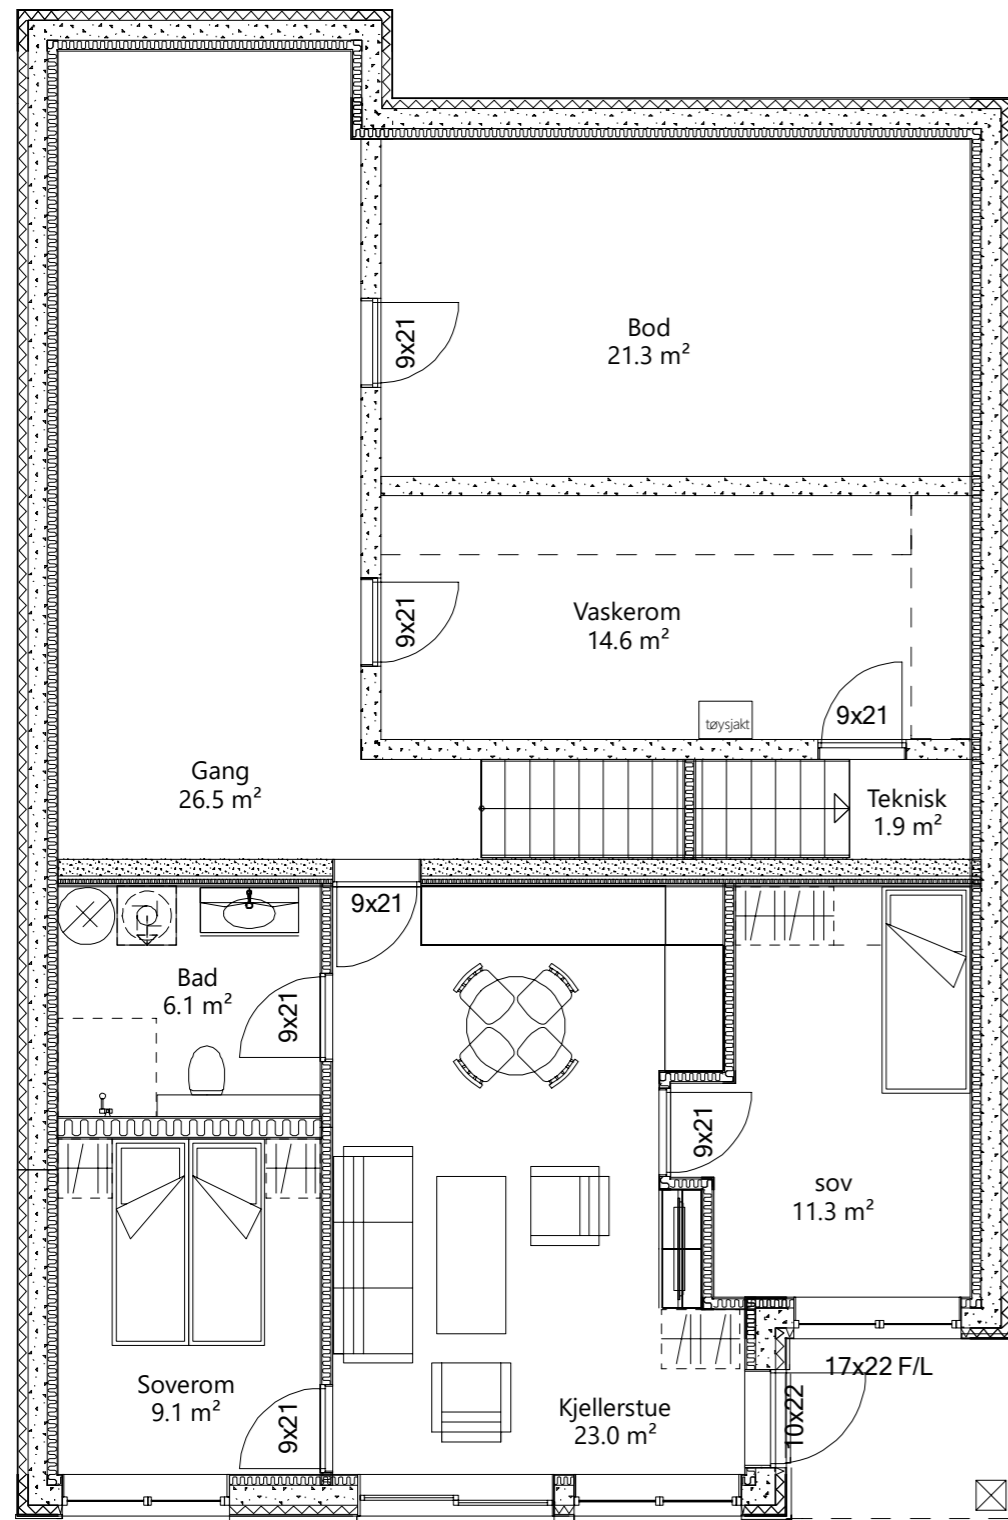 9x21
Bod
21.3 m²
9x21
Vaskerom
14.6 m²
tøysjakt
9x21
Gang
26.5 m²
Teknisk
1.9 m²
9x21
Bad
6.1 m²
9x21
9x21
sov
11.3 m²
Soverom
9.1 m²
9x21
Kjellerstue
23.0 m²
17x22 F/L
10x22